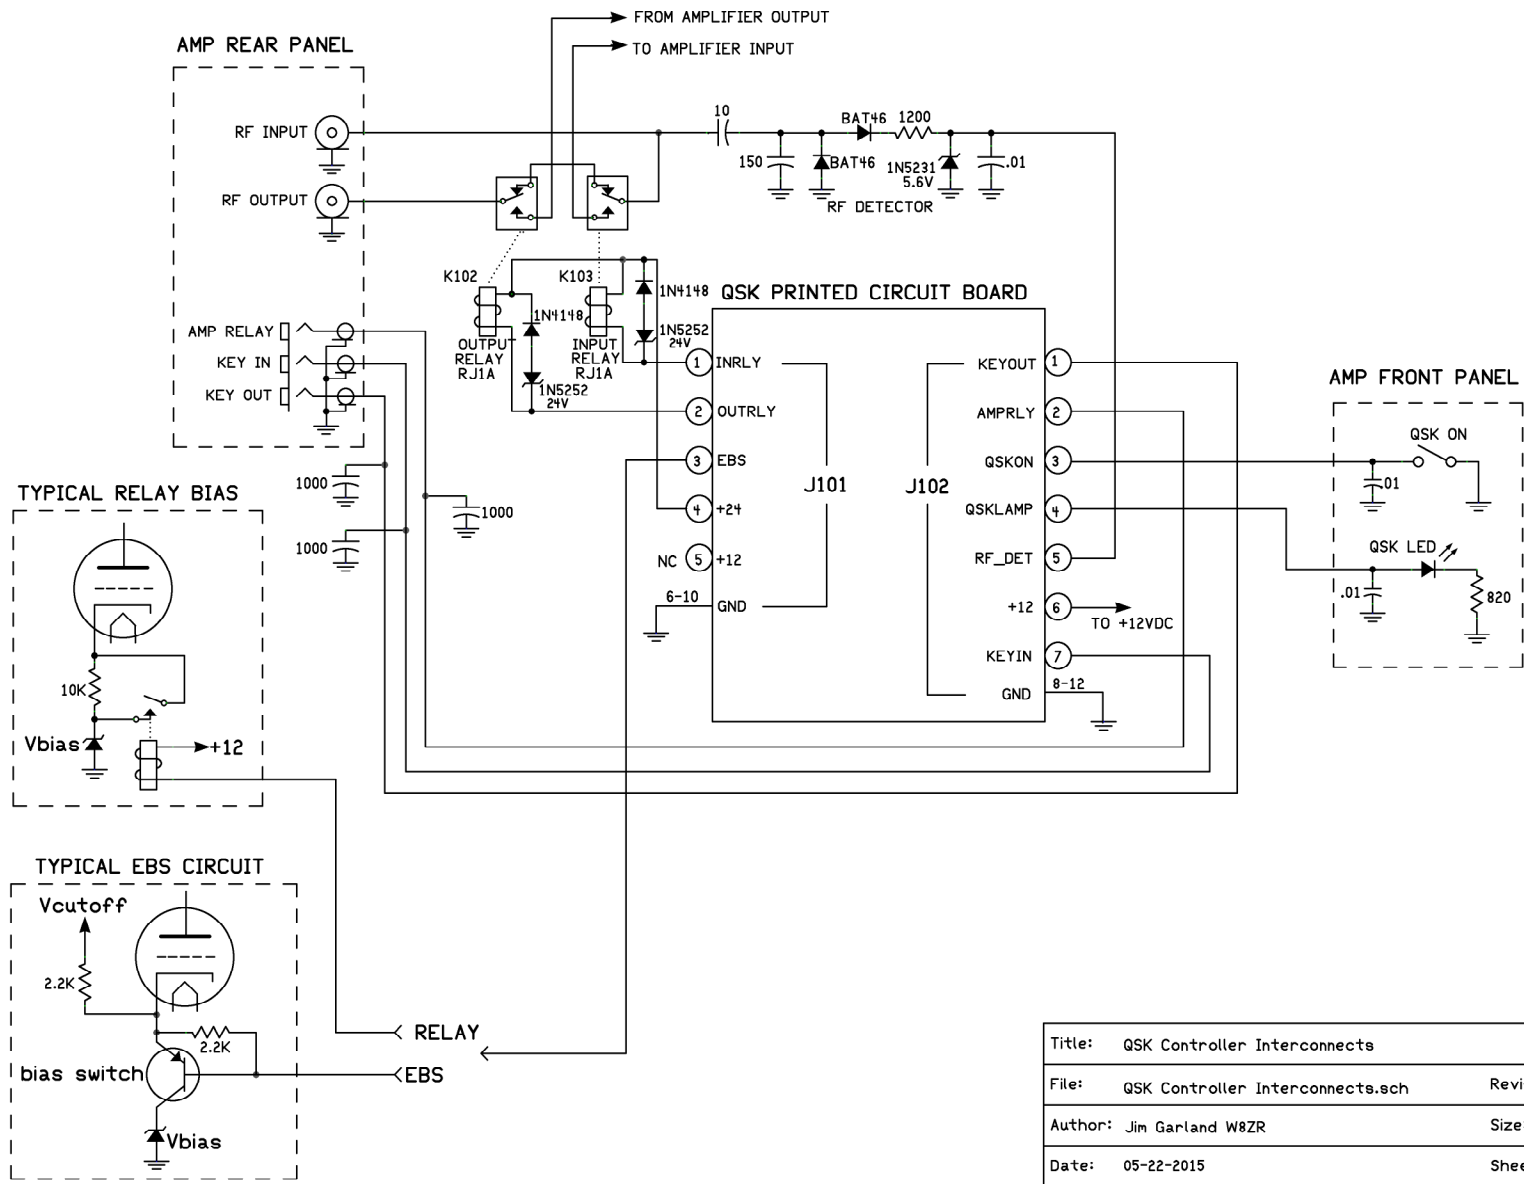 FROM AMPLIFIER OUTPUT
TO AMPLIFIER INPUT
AMP REAR PANEL
RF INPUT
RF OUTPUT
10
BAT46
1200
150
BAT46
1N5231
5.6V
.01
RF DETECTOR
K102
K103
1N4148
1N4148
1N5252
24V
OUTPUT
RELAY
RJ1A
INPUT
RELAY
RJ1A
1N5252
24V
AMP RELAY
KEY IN
KEY OUT
QSK PRINTED CIRCUIT BOARD
1 INRLY
2 OUTRLY
3 EBS
4 +24
NC 5 +12
6-10 GND
J101
J102
KEYOUT 1
AMPRLY 2
QSKON 3
QSKLAMP 4
RF_DET 5
+12 6
TO +12VDC
KEYIN 7
GND 8-12
AMP FRONT PANEL
QSK ON
.01
QSK LED
.01
820
1000
1000
1000
TYPICAL RELAY BIAS
10K
Vbias
+12
TYPICAL EBS CIRCUIT
Vcutoff
2.2K
2.2K
bias switch
Vbias
RELAY
EBS
Title: QSK Controller Interconnects
File: QSK Controller Interconnects.sch Revi
Author: Jim Garland W8ZR Size
Date: 05-22-2015 Shee